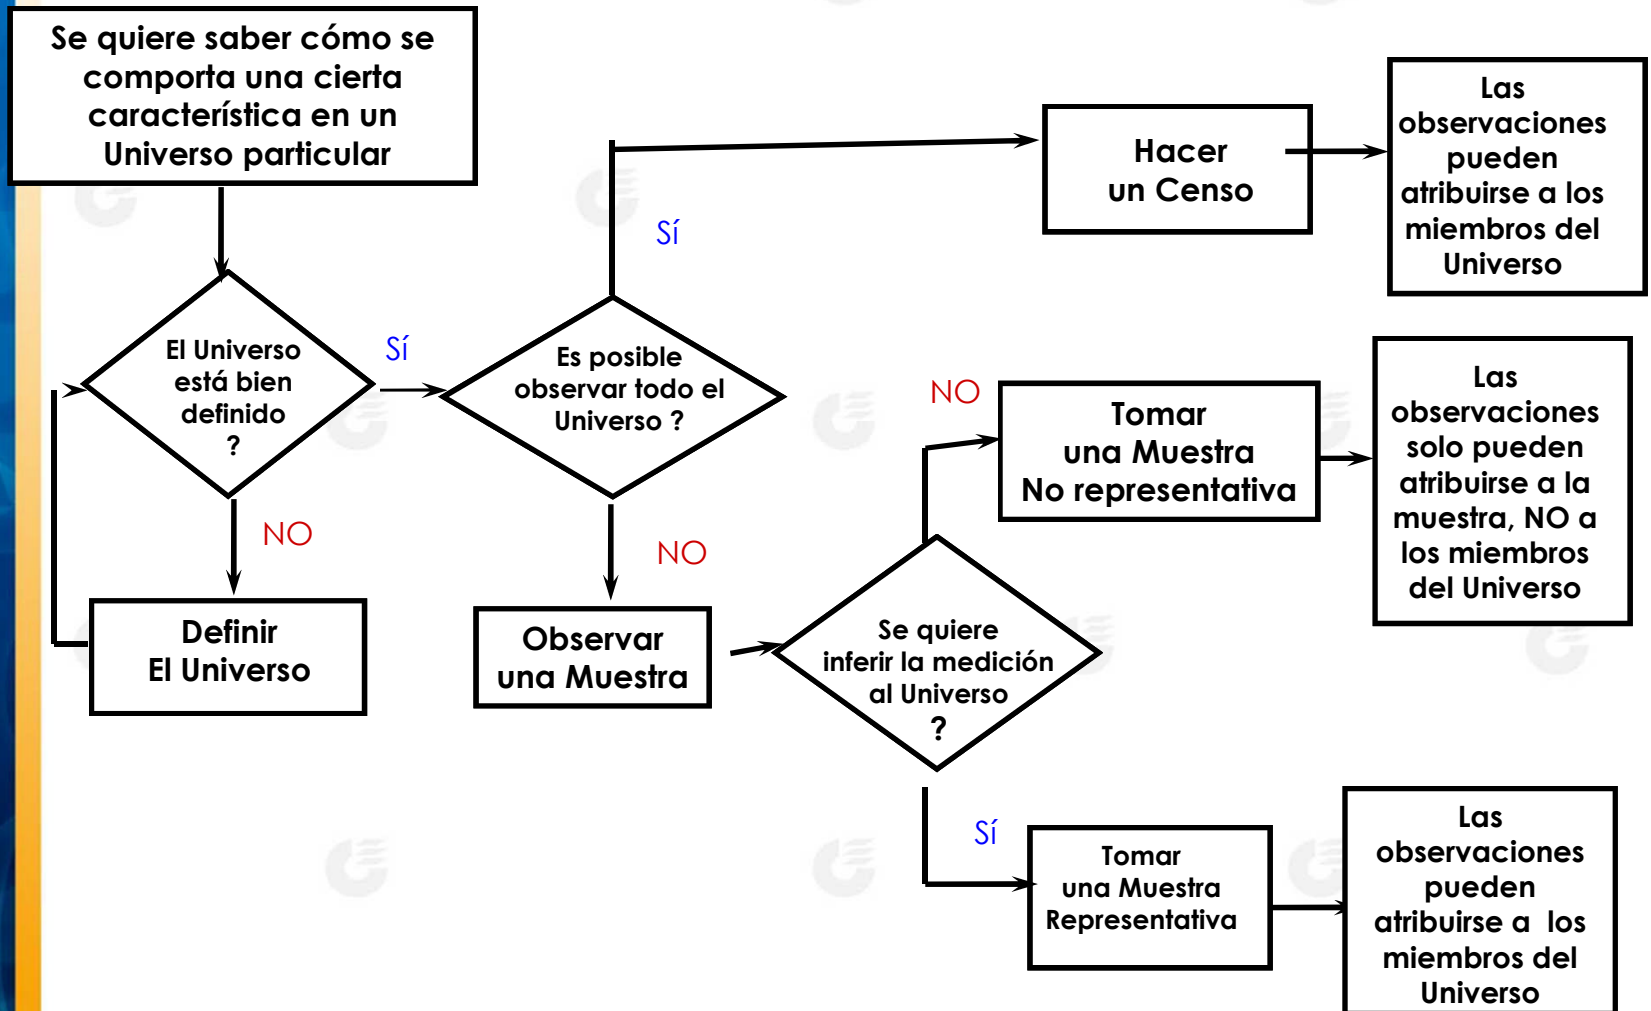 Se quiere saber cómo se
comporta una cierta
característica en un
Universo particular
El Universo
está bien
definido
?
Sí
NO
Definir
El Universo
Es posible
observar todo el
Universo ?
Sí
NO
Hacer
un Censo
Las
observaciones
pueden
atribuirse a los
miembros del
Universo
Observar
una Muestra
Se quiere
inferir la medición
al Universo
?
NO
Tomar
una Muestra
No representativa
Las
observaciones
solo pueden
atribuirse a la
muestra, NO a
los miembros
del Universo
Sí
Tomar
una Muestra
Representativa
Las
observaciones
pueden
atribuirse a  los
miembros del
Universo